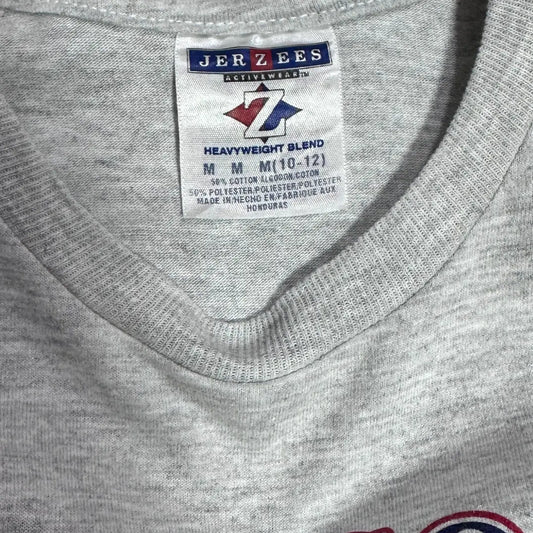 JERZEES
ACTIVEWEAR™
Z
HEAVYWEIGHT BLEND
M M M(10-12)
50% COTTON ALGODON/COTON
50% POLYESTER/POLIESTER/POLYESTER
MADE IN/HECHO EN/FABRIQUE AUX
HONDURAS